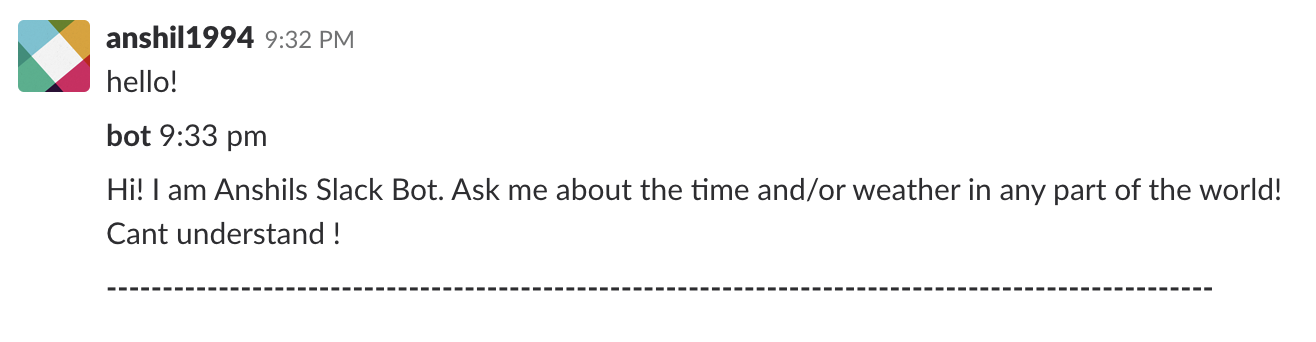 anshil1994 9:32 PM
hello!
bot 9:33 pm
Hi! I am Anshils Slack Bot. Ask me about the time and/or weather in any part of the world!
Cant understand !
---------------------------------------------------------------------------------------------------